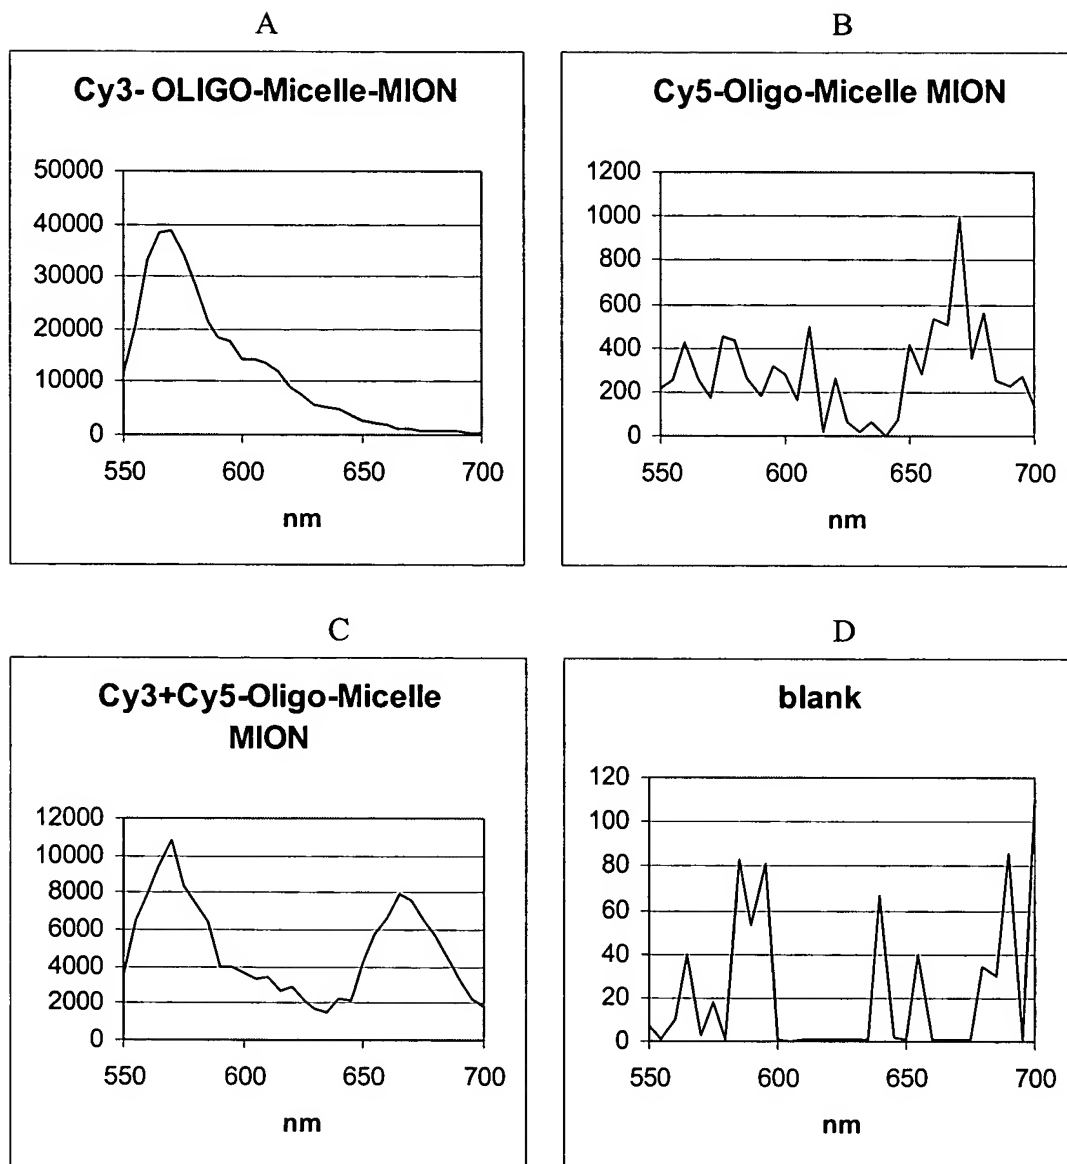 A
Cy3- OLIGO-Micelle-MION
50000
40000
30000
20000
10000
0
550 600 650 700
nm
B
Cy5-Oligo-Micelle MION
1200
1000
800
600
400
200
0
550 600 650 700
nm
C
Cy3+Cy5-Oligo-Micelle
MION
12000
10000
8000
6000
4000
2000
0
550 600 650 700
nm
D
blank
120
100
80
60
40
20
0
550 600 650 700
nm